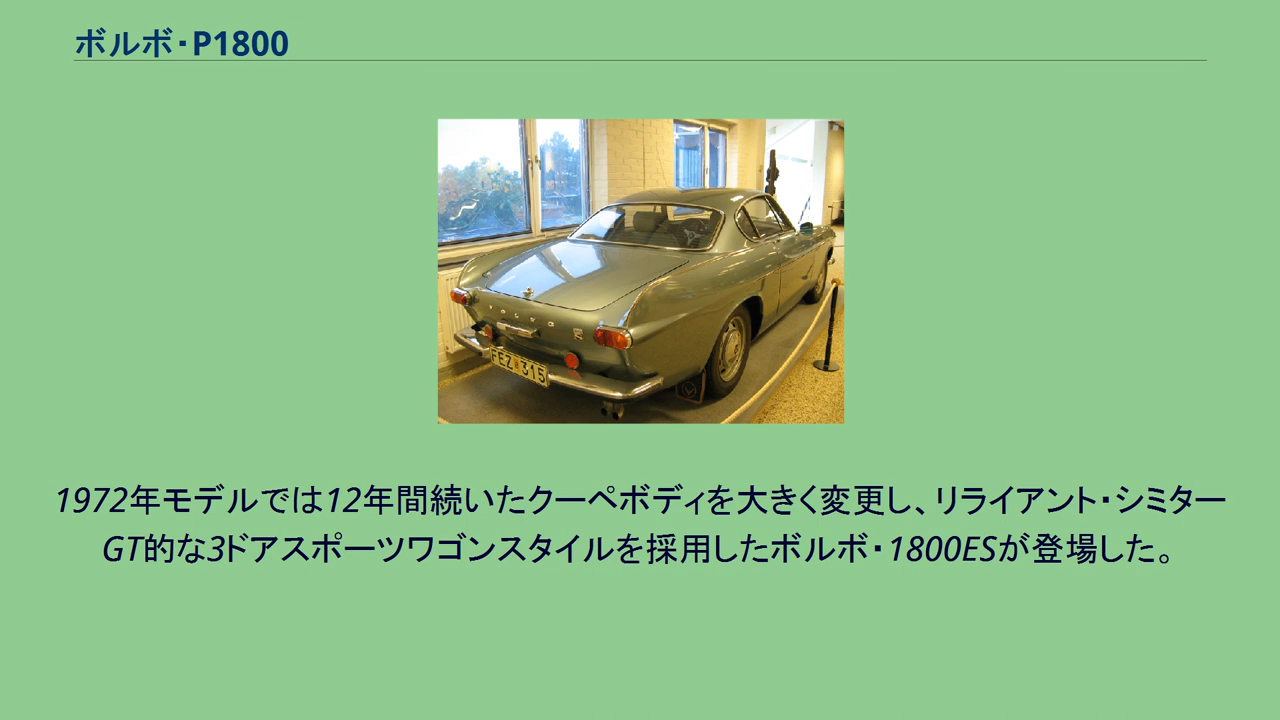 ボルボ・P1800
VOLVO
FEZ 315
1972年モデルでは12年間続いたクーペボディを大きく変更し、リライアント・シミター
GT的な3ドアスポーツワゴンスタイルを採用したボルボ・1800ESが登場した。